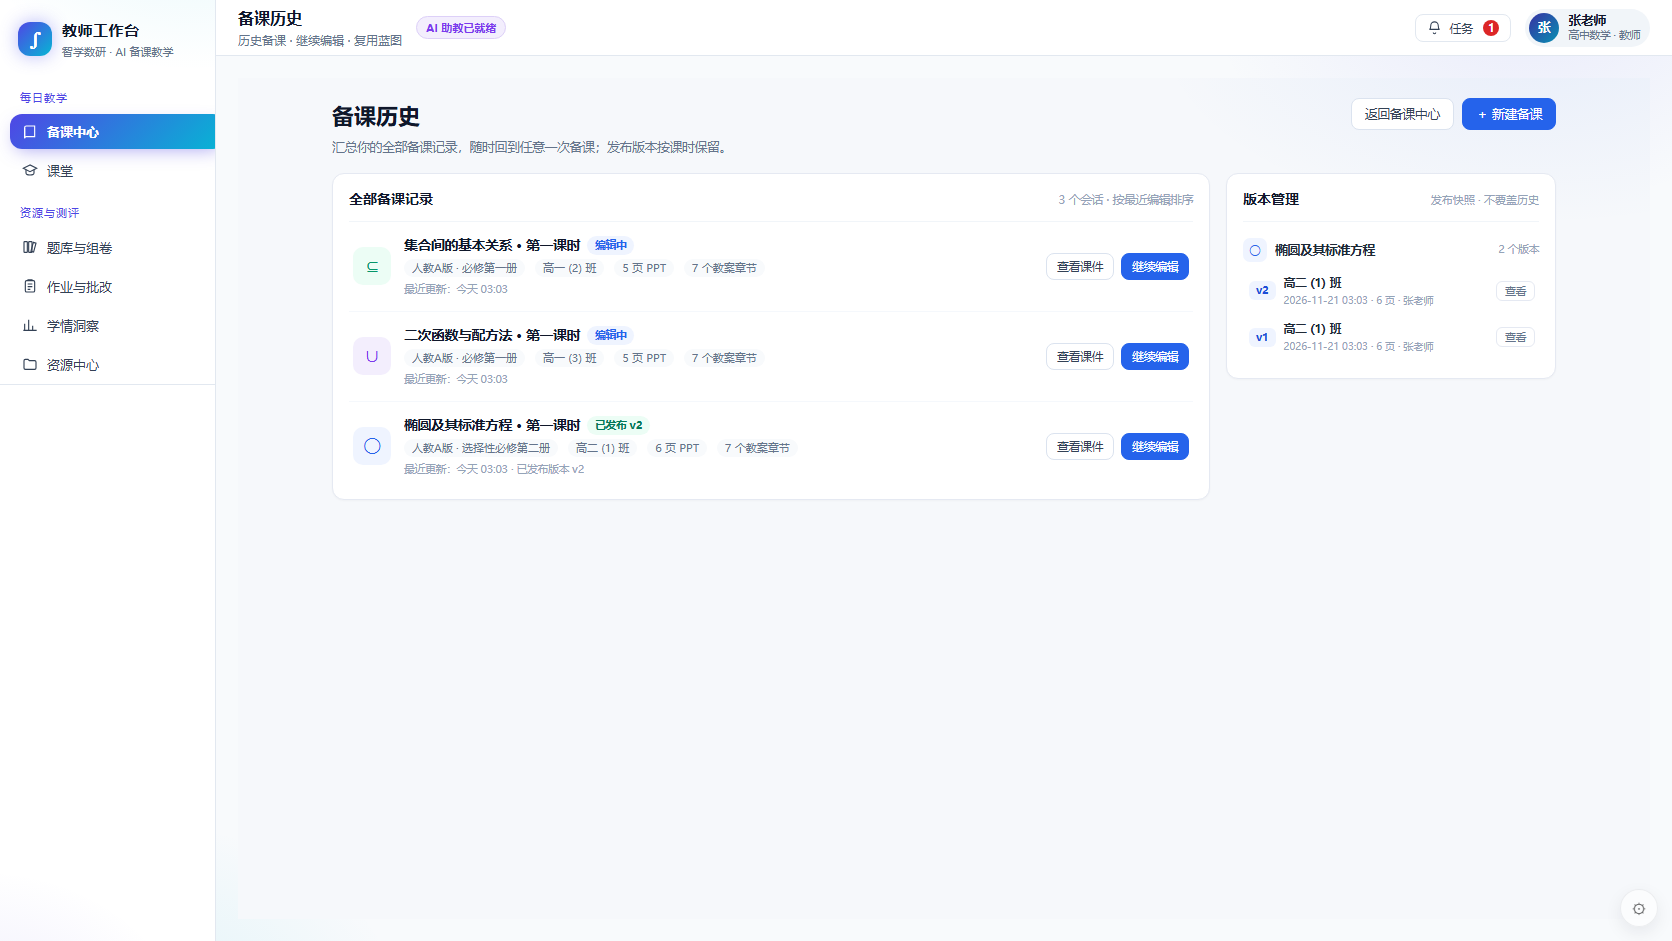 教师工作台
智学数研 · AI 备课教学
每日教学
备课中心
课堂
资源与测评
题库与组卷
作业与批改
学情洞察
资源中心
备课历史
历史备课 · 继续编辑 · 复用蓝图
AI 助教已就绪
任务 1
张
张老师
高中数学 · 教师
备课历史
汇总你的全部备课记录，随时回到任意一次备课；发布版本按课时保留。
返回备课中心
+ 新建备课
全部备课记录
3 个会话 · 按最近编辑排序
⊆
集合间的基本关系 • 第一课时 编辑中
人教A版 · 必修第一册 高一 (2) 班 5 页 PPT 7 个教案章节
最近更新：今天 03:03
查看课件 继续编辑
∪
二次函数与配方法 • 第一课时 编辑中
人教A版 · 必修第一册 高一 (3) 班 5 页 PPT 7 个教案章节
最近更新：今天 03:03
查看课件 继续编辑
椭圆及其标准方程 • 第一课时 已发布 v2
人教A版 · 选择性必修第二册 高二 (1) 班 6 页 PPT 7 个教案章节
最近更新：今天 03:03 · 已发布版本 v2
查看课件 继续编辑
版本管理
发布快照 · 不覆盖历史
椭圆及其标准方程
2 个版本
v2
高二 (1) 班
2026-11-21 03:03 · 6 页 · 张老师
查看
v1
高二 (1) 班
2026-11-21 03:03 · 6 页 · 张老师
查看